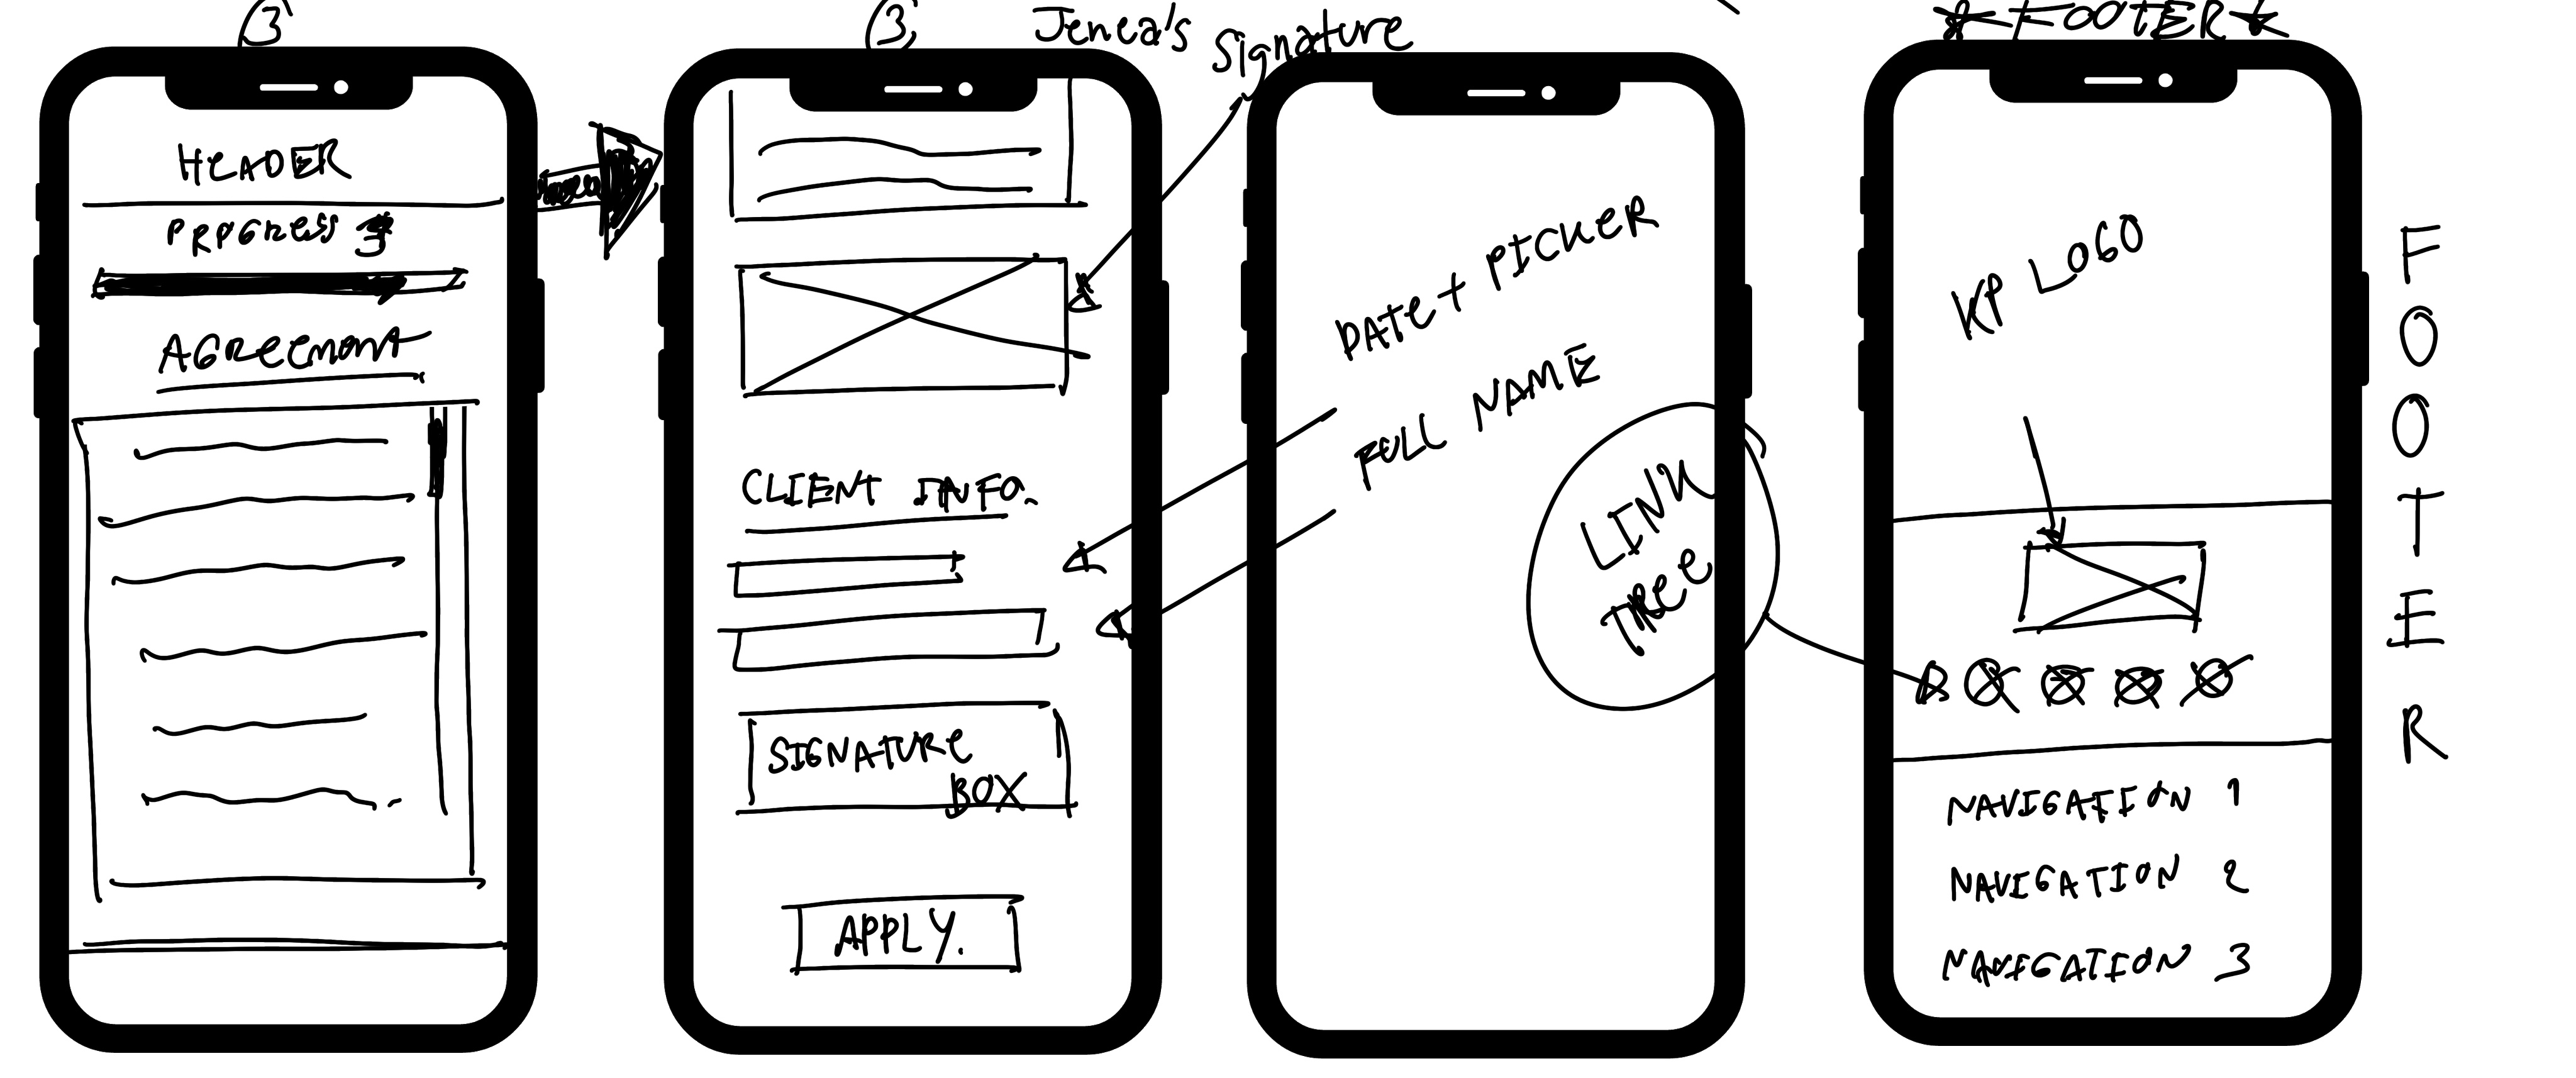 3
HEADER
PROGRESS 3
AGREEMENT
3
Jenea's Signature
CLIENT INFO.
SIGNATURE
BOX
APPLY.
DATE + PICKER
FULL NAME
LINK
TREE
FOOTER
KP LOGO
NAVIGATION 1
NAVIGATION 2
NAVIGATION 3
FOOTER